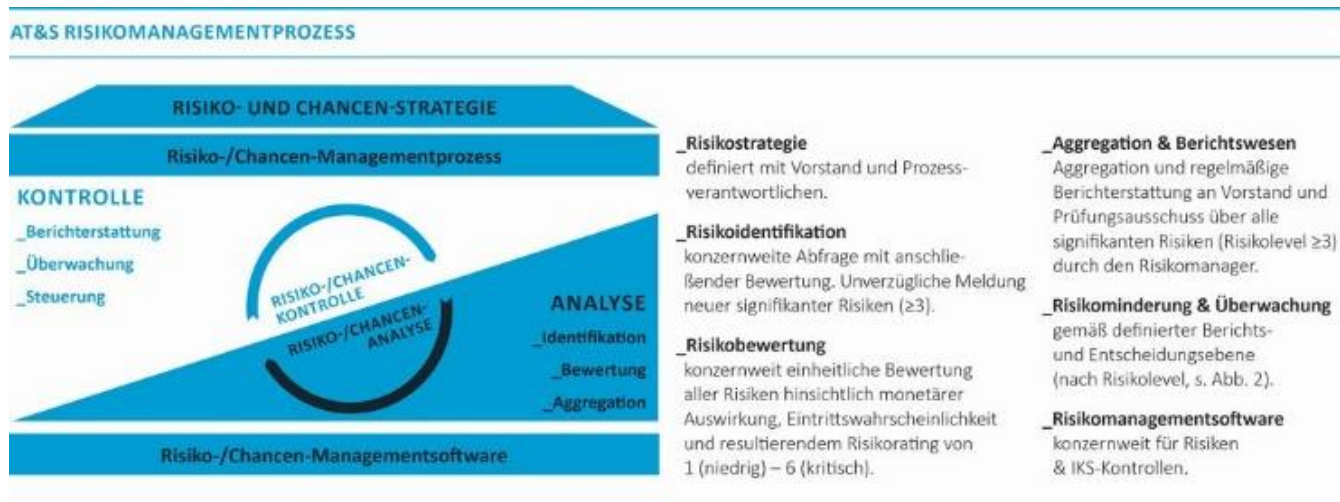 AT&S RISIKOMANAGEMENTPROZESS
RISIKO- UND CHANCEN-STRATEGIE
Risiko-/Chancen-Managementprozess
KONTROLLE
_Berichterstattung
_Überwachung
_Steuerung
RISIKO-/CHANCEN-
KONTROLLE
RISIKO-/CHANCEN-
ANALYSE
ANALYSE
_Identifikation
_Bewertung
_Aggregation
Risiko-/Chancen-Managementsoftware
_Risikostrategie
definiert mit Vorstand und Prozess-
verantwortlichen.
_Risikoidentifikation
konzernweite Abfrage mit anschlie-
ßender Bewertung. Unverzügliche Meldung
neuer signifikanter Risiken (≥3).
_Risikobewertung
konzernweit einheitliche Bewertung
aller Risiken hinsichtlich monetärer
Auswirkung, Eintrittswahrscheinlichkeit
und resultierendem Risikorating von
1 (niedrig) – 6 (kritisch).
_Aggregation & Berichtswesen
Aggregation und regelmäßige
Berichterstattung an Vorstand und
Prüfungsausschuss über alle
signifikanten Risiken (Risikolevel ≥3)
durch den Risikomanager.
_Risikominderung & Überwachung
gemäß definierter Berichts-
und Entscheidungsebene
(nach Risikolevel, s. Abb. 2).
_Risikomanagementsoftware
konzernweit für Risiken
& IKS-Kontrollen.